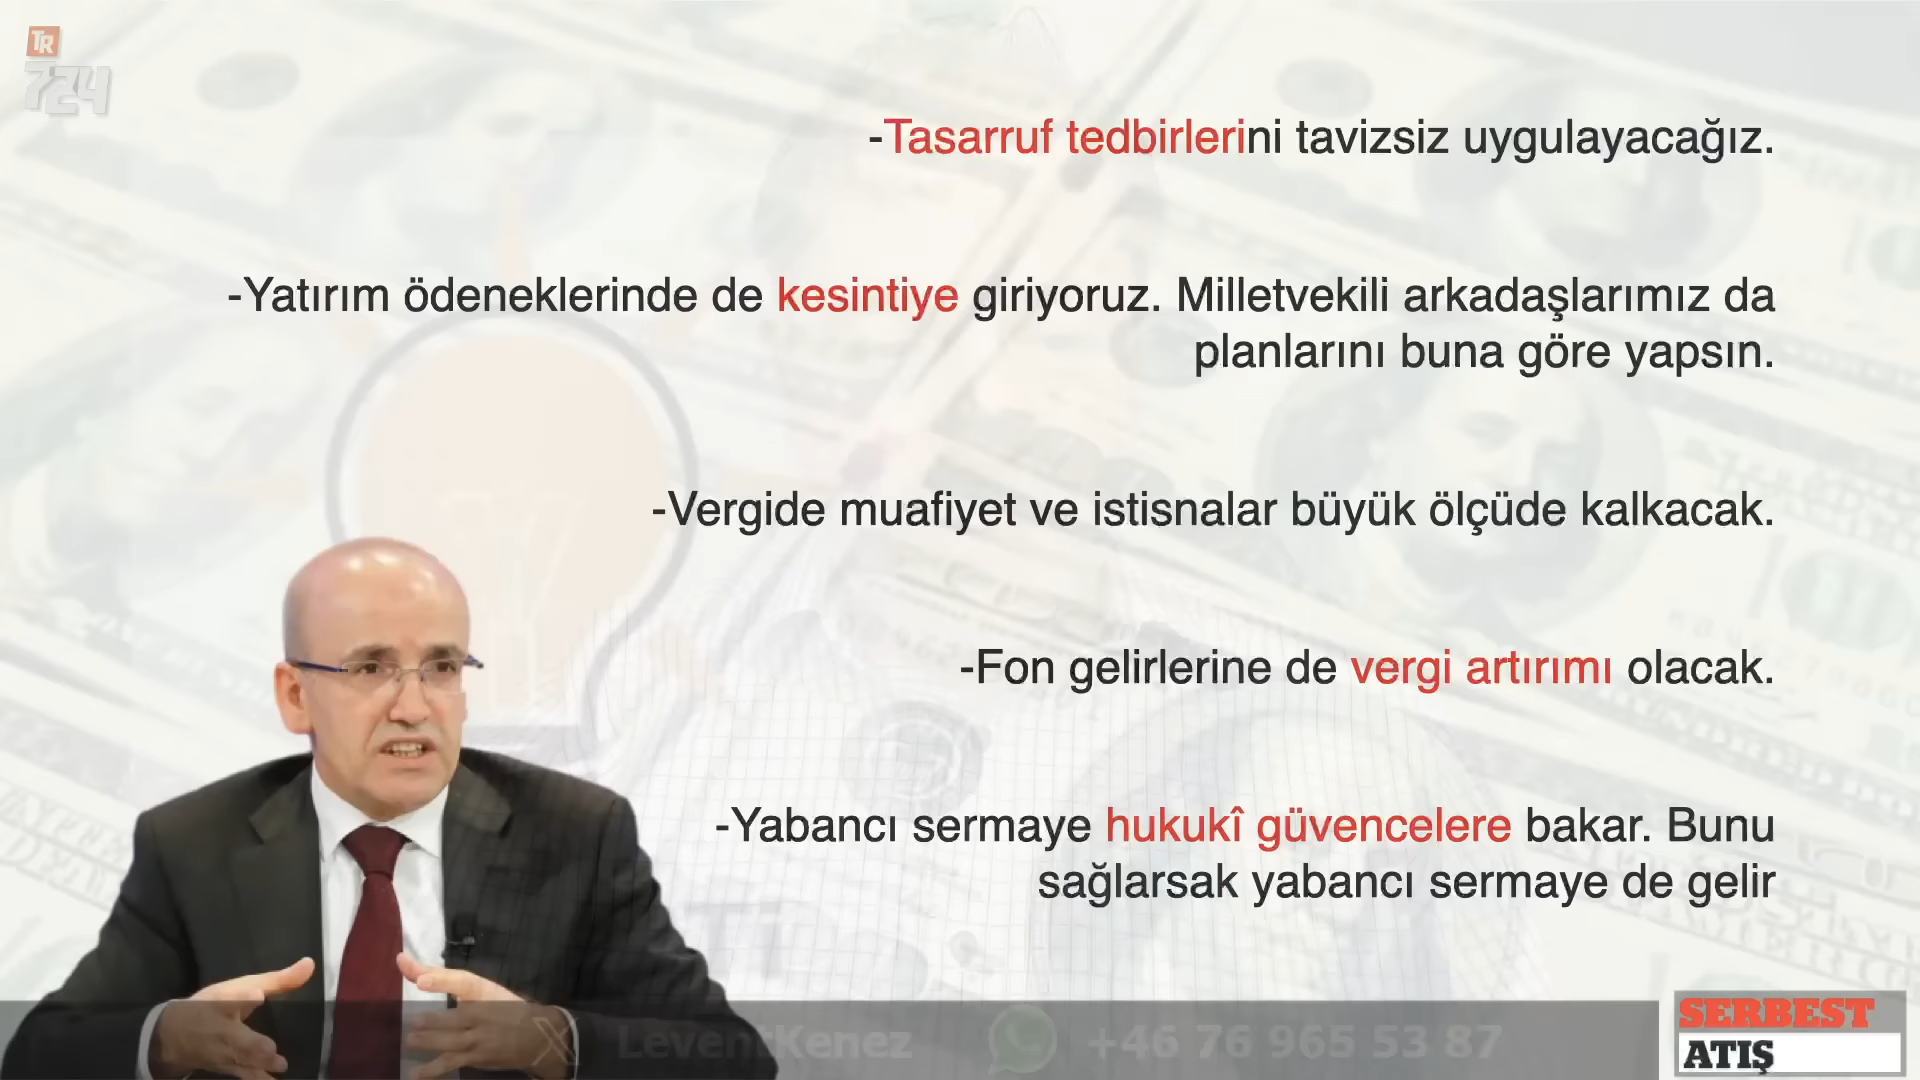 TR
724
-Tasarruf tedbirlerini tavizsiz uygulayacağız.
-Yatırım ödeneklerinde de kesintiye giriyoruz. Milletvekili arkadaşlarımız da
planlarını buna göre yapsın.
-Vergide muafiyet ve istisnalar büyük ölçüde kalkacak.
-Fon gelirlerine de vergi artırımı olacak.
-Yabancı sermaye hukukî güvencelere bakar. Bunu
sağlarsak yabancı sermaye de gelir
LeventKenez +46 76 965 53 87
SERBEST
ATIŞ